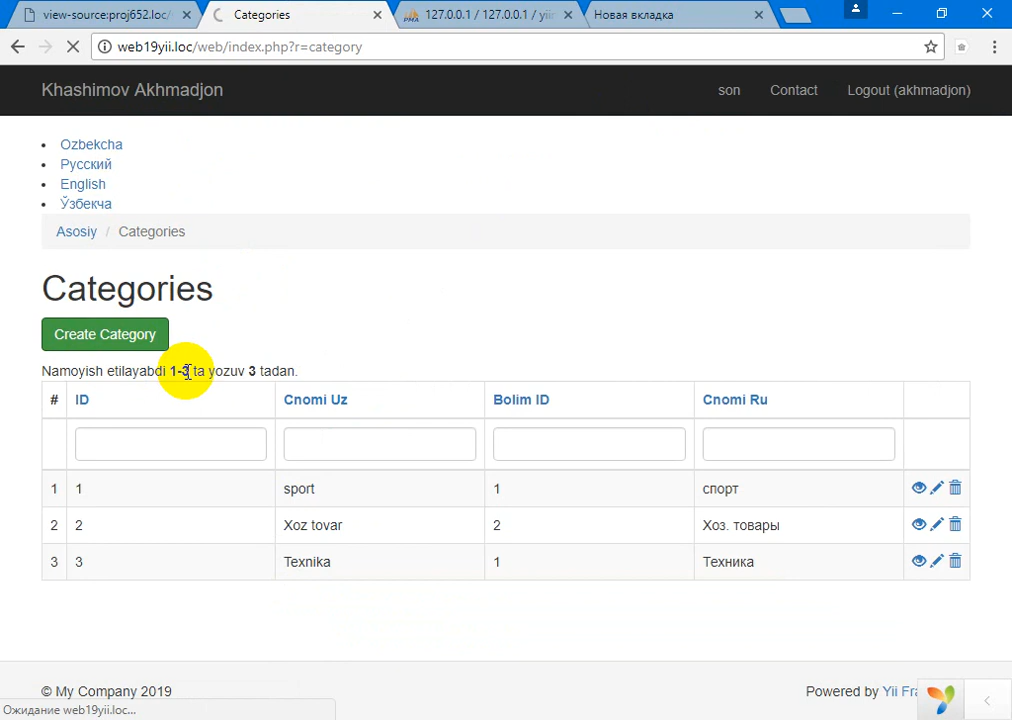 view-source:proj652.loc/
Categories
127.0.0.1 / 127.0.0.1 / yii
Новая вкладка
web19yii.loc/web/index.php?r=category
Khashimov Akhmadjon
son
Contact
Logout (akhmadjon)
Ozbekcha
Русский
English
Ўзбекча
Asosiy / Categories
Categories
Create Category
Namoyish etilayabdi 1-3 ta yozuv 3 tadan.
# ID Cnomi Uz Bolim ID Cnomi Ru
1 1 sport 1 спорт
2 2 Xoz tovar 2 Хоз. товары
3 3 Texnika 1 Техника
© My Company 2019
Powered by Yii Fra
Ожидание web19yii.loc...